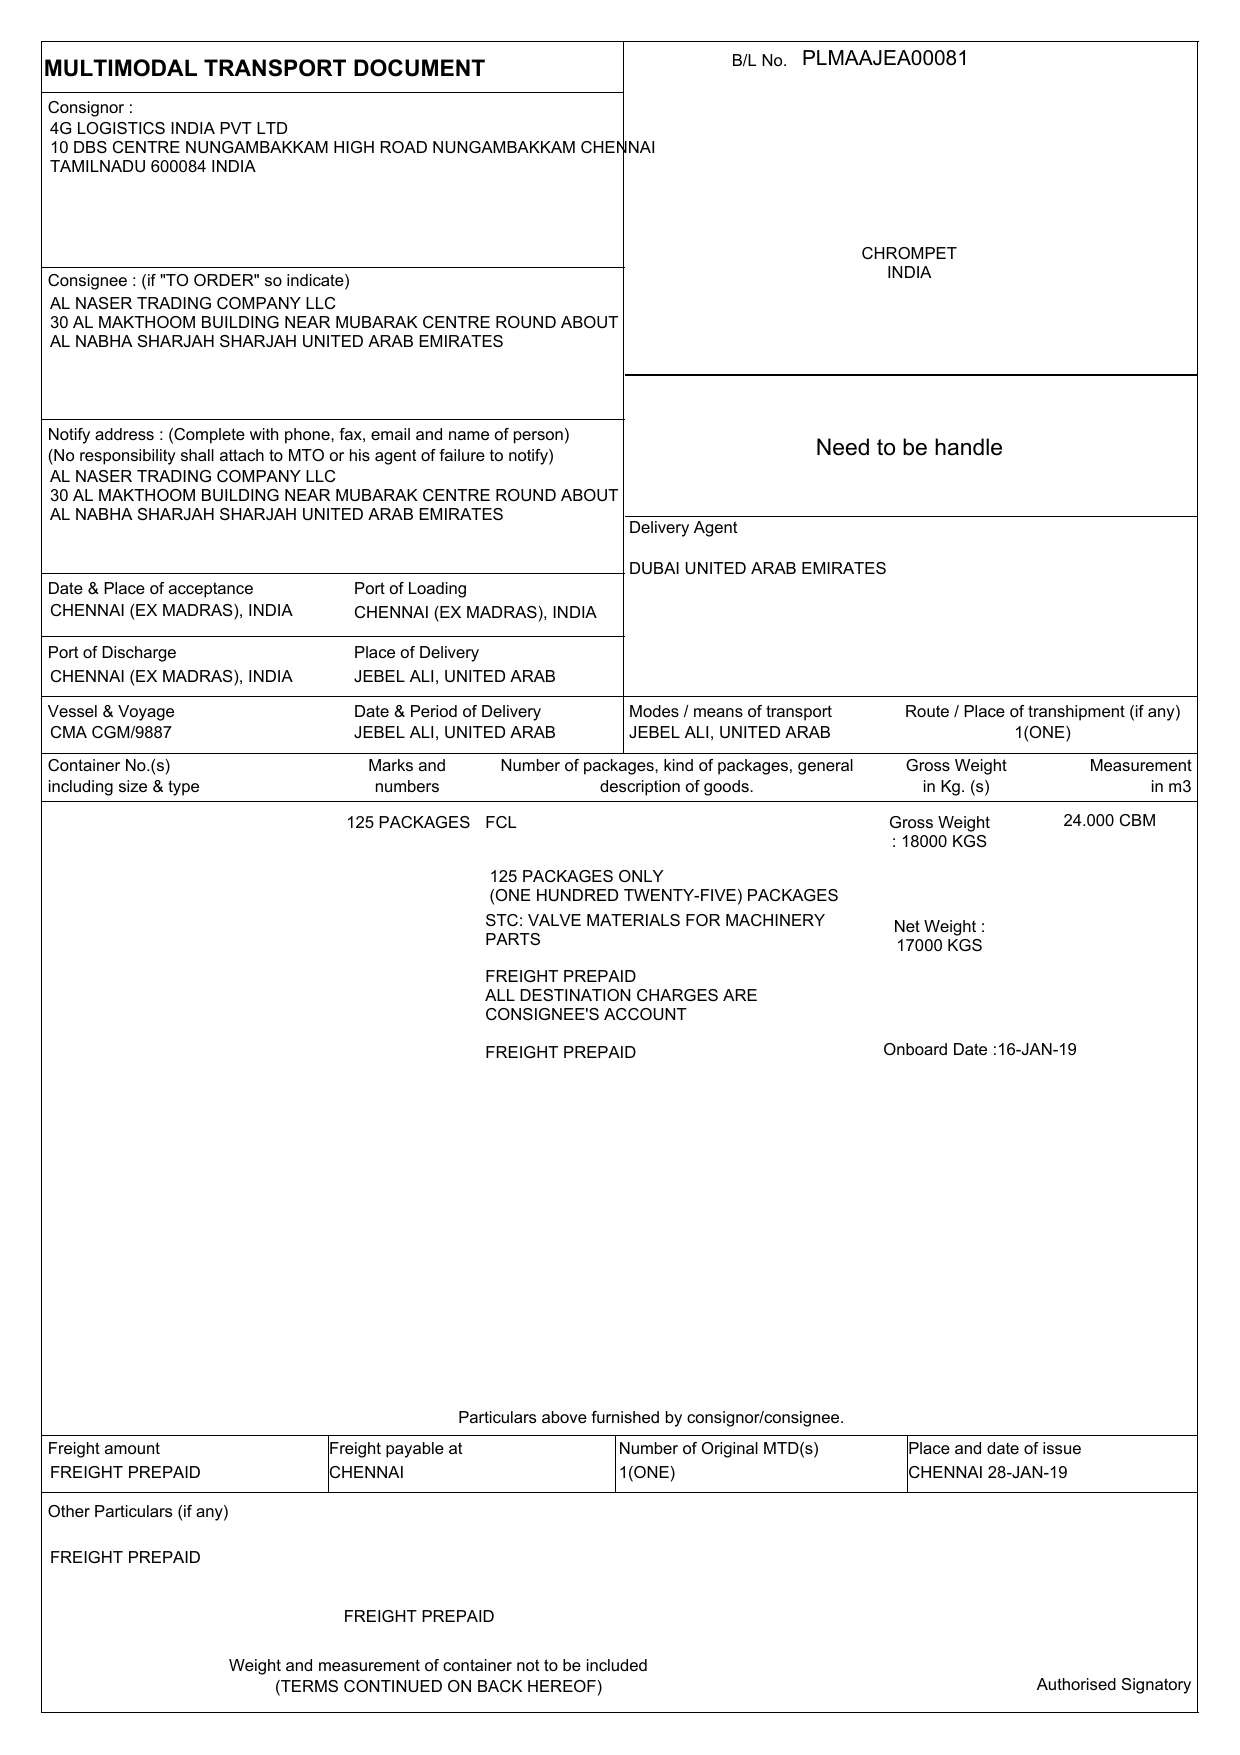 MULTIMODAL TRANSPORT DOCUMENT
B/L No. PLMAAJEA00081
Consignor :
4G LOGISTICS INDIA PVT LTD
10 DBS CENTRE NUNGAMBAKKAM HIGH ROAD NUNGAMBAKKAM CHENNAI
TAMILNADU 600084 INDIA
CHROMPET
INDIA
Consignee : (if "TO ORDER" so indicate)
AL NASER TRADING COMPANY LLC
30 AL MAKTHOOM BUILDING NEAR MUBARAK CENTRE ROUND ABOUT
AL NABHA SHARJAH SHARJAH UNITED ARAB EMIRATES
Notify address : (Complete with phone, fax, email and name of person)
(No responsibility shall attach to MTO or his agent of failure to notify)
AL NASER TRADING COMPANY LLC
30 AL MAKTHOOM BUILDING NEAR MUBARAK CENTRE ROUND ABOUT
AL NABHA SHARJAH SHARJAH UNITED ARAB EMIRATES
Need to be handle
Delivery Agent
DUBAI UNITED ARAB EMIRATES
Date & Place of acceptance
CHENNAI (EX MADRAS), INDIA
Port of Loading
CHENNAI (EX MADRAS), INDIA
Port of Discharge
CHENNAI (EX MADRAS), INDIA
Place of Delivery
JEBEL ALI, UNITED ARAB
Vessel & Voyage
CMA CGM/9887
Date & Period of Delivery
JEBEL ALI, UNITED ARAB
Modes / means of transport
JEBEL ALI, UNITED ARAB
Route / Place of transhipment (if any)
1(ONE)
Container No.(s)
including size & type
Marks and
numbers
Number of packages, kind of packages, general
description of goods.
Gross Weight
in Kg. (s)
Measurement
in m3
125 PACKAGES
FCL
125 PACKAGES ONLY
(ONE HUNDRED TWENTY-FIVE) PACKAGES
STC: VALVE MATERIALS FOR MACHINERY
PARTS
FREIGHT PREPAID
ALL DESTINATION CHARGES ARE
CONSIGNEE'S ACCOUNT
FREIGHT PREPAID
Gross Weight
: 18000 KGS
Net Weight :
17000 KGS
Onboard Date :16-JAN-19
24.000 CBM
Particulars above furnished by consignor/consignee.
Freight amount
FREIGHT PREPAID
Freight payable at
CHENNAI
Number of Original MTD(s)
1(ONE)
Place and date of issue
CHENNAI 28-JAN-19
Other Particulars (if any)
FREIGHT PREPAID
FREIGHT PREPAID
Weight and measurement of container not to be included
(TERMS CONTINUED ON BACK HEREOF)
Authorised Signatory